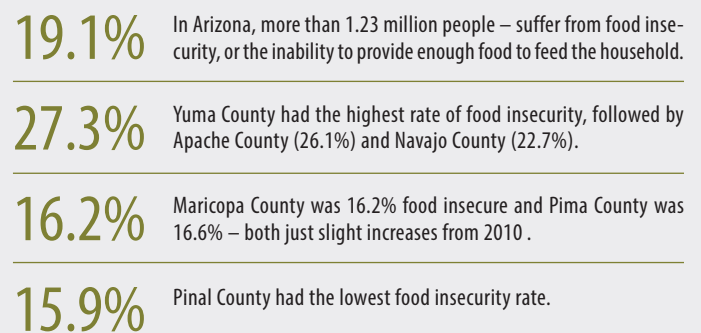 19.1%
In Arizona, more than 1.23 million people – suffer from food inse-
curity, or the inability to provide enough food to feed the household.
27.3%
Yuma County had the highest rate of food insecurity, followed by
Apache County (26.1%) and Navajo County (22.7%).
16.2%
Maricopa County was 16.2% food insecure and Pima County was
16.6% – both just slight increases from 2010 .
15.9%
Pinal County had the lowest food insecurity rate.